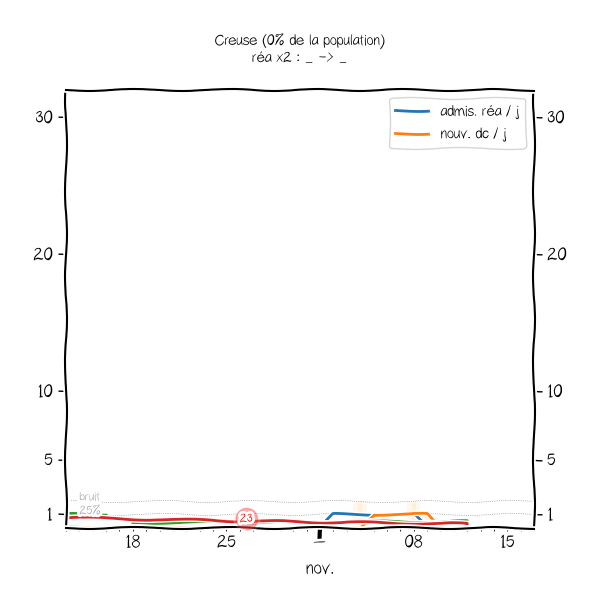 Creuse (0% de la population)
réa x2 : _ -> _
admis. réa / j
nouv. dc / j
30
30
20
20
10
10
5
5
bruit
25%
1
1
23
18
25
1
08
15
nov.